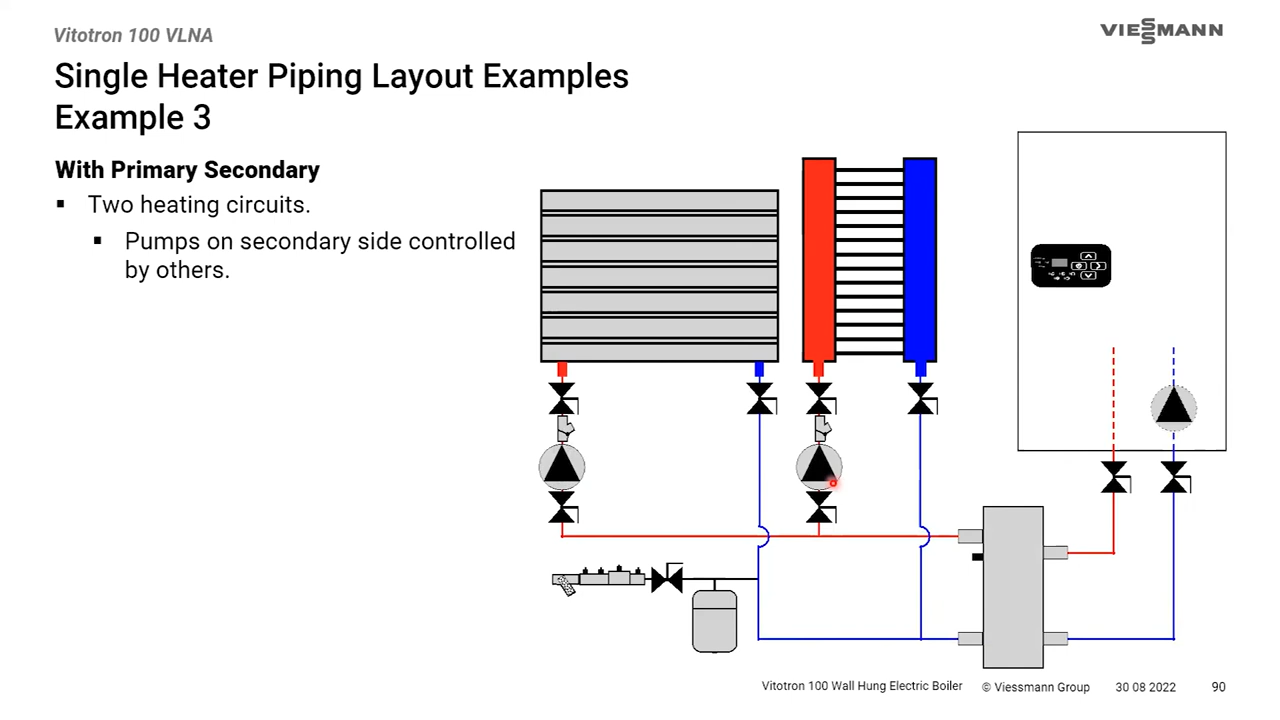 Vitotron 100 VLNA
VIESSMANN
Single Heater Piping Layout Examples
Example 3
With Primary Secondary
▪ Two heating circuits.
▪ Pumps on secondary side controlled
by others.
Vitotron 100 Wall Hung Electric Boiler © Viessmann Group 30 08 2022 90